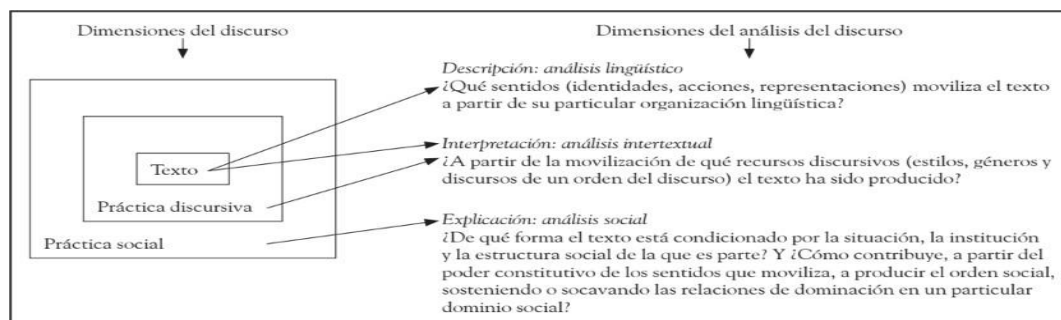 Dimensiones del discurso
Dimensiones del análisis del discurso
Texto
Práctica discursiva
Práctica social
Descripción: análisis lingüístico
¿Qué sentidos (identidades, acciones, representaciones) moviliza el texto
a partir de su particular organización lingüística?
Interpretación: análisis intertextual
¿A partir de la movilización de qué recursos discursivos (estilos, géneros y
discursos de un orden del discurso) el texto ha sido producido?
Explicación: análisis social
¿De qué forma el texto está condicionado por la situación, la institución
y la estructura social de la que es parte? Y ¿Cómo contribuye, a partir del
poder constitutivo de los sentidos que moviliza, a producir el orden social,
sosteniendo o socavando las relaciones de dominación en un particular
dominio social?